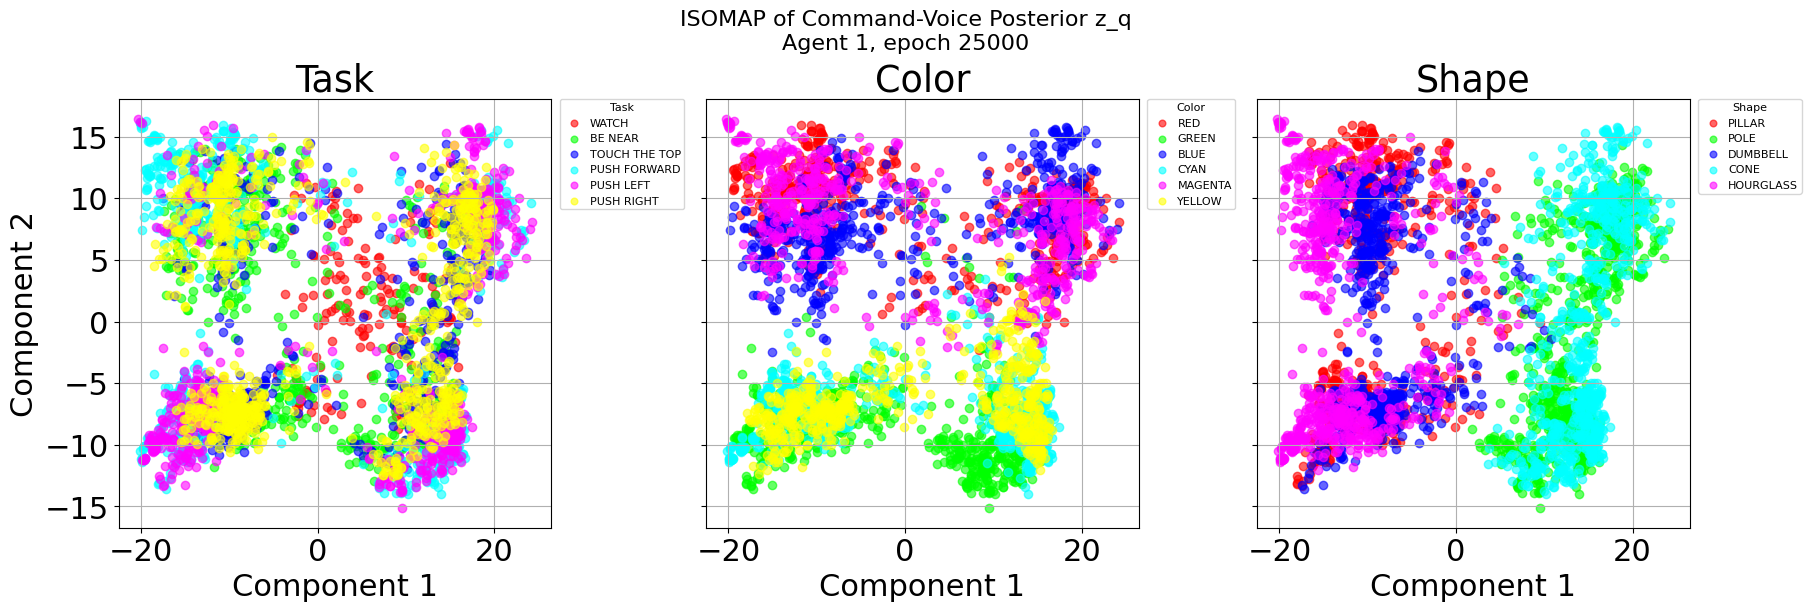 ISOMAP of Command-Voice Posterior z_q
Agent 1, epoch 25000
Task
Color
Shape
Task
WATCH
BE NEAR
TOUCH THE TOP
PUSH FORWARD
PUSH LEFT
PUSH RIGHT
Color
RED
GREEN
BLUE
CYAN
MAGENTA
YELLOW
Shape
PILLAR
POLE
DUMBBELL
CONE
HOURGLASS
Component 2
15
10
5
0
−5
−10
−15
−20 0 20
−20 0 20
−20 0 20
Component 1
Component 1
Component 1